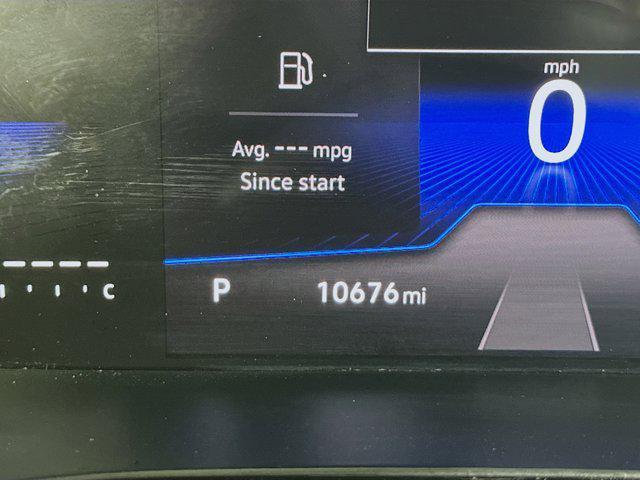 mph
0
Avg. --- mpg
Since start
C
P 10676 mi